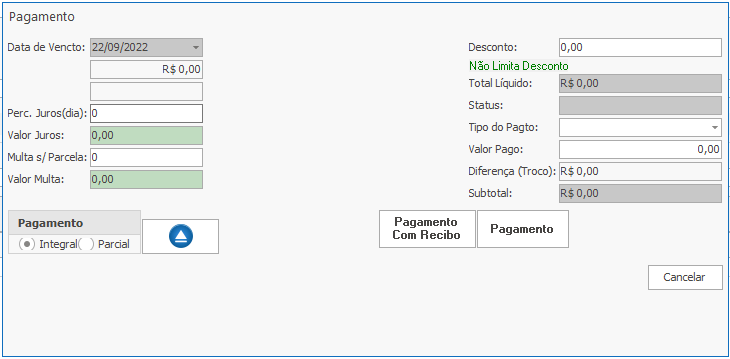 Pagamento
Data de Vencto: 22/09/2022
R$ 0,00
Perc. Juros(dia): 0
Valor Juros: 0,00
Multa s/ Parcela: 0
Valor Multa: 0,00
Desconto: 0,00
Não Limita Desconto
Total Líquido: R$ 0,00
Status:
Tipo do Pagto:
Valor Pago: 0,00
Diferença (Troco): R$ 0,00
Subtotal: R$ 0,00
Pagamento
Integral Parcial
Pagamento
Com Recibo
Pagamento
Cancelar